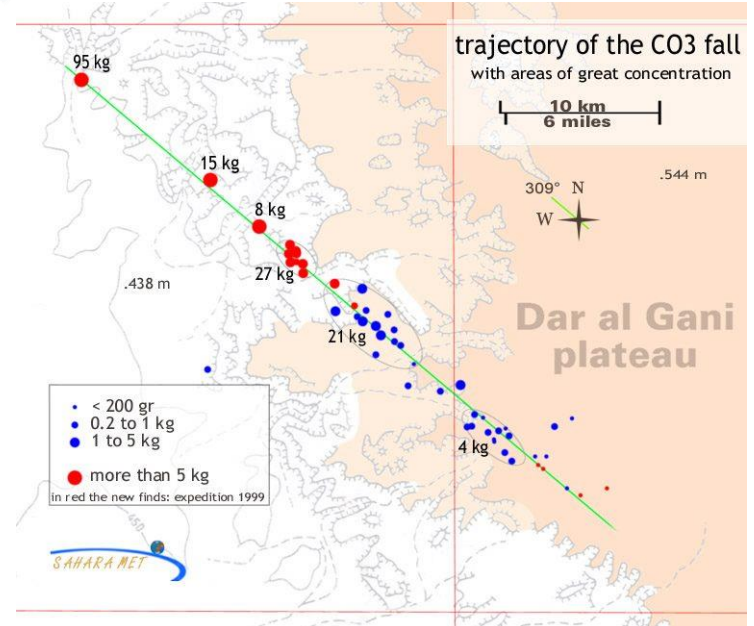 trajectory of the CO3 fall
with areas of great concentration
10 km
6 miles
95 kg
15 kg
.544 m
309° N
W
8 kg
27 kg
.438 m
21 kg
Dar al Gani
plateau
4 kg
< 200 gr
0.2 to 1 kg
1 to 5 kg
more than 5 kg
in red the new finds: expedition 1999
450
SAHARA MET